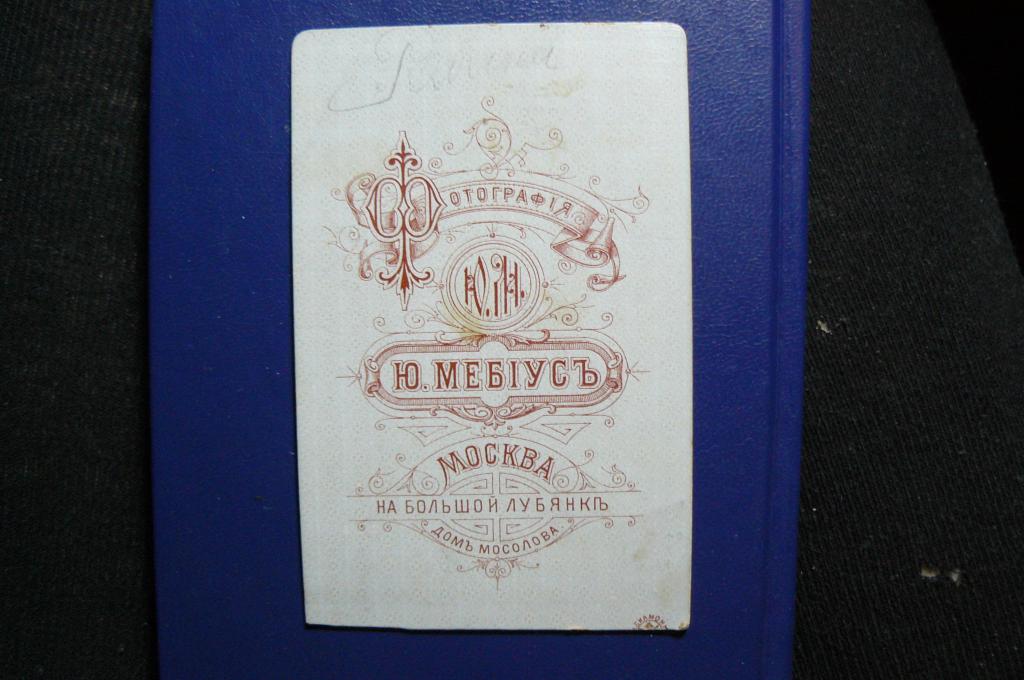 Фотографія
Ю. МЕБІУСЪ
МОСКВА
НА БОЛЬШОЙ ЛУБЯНКѢ
ДОМЪ МОСОЛОВА.